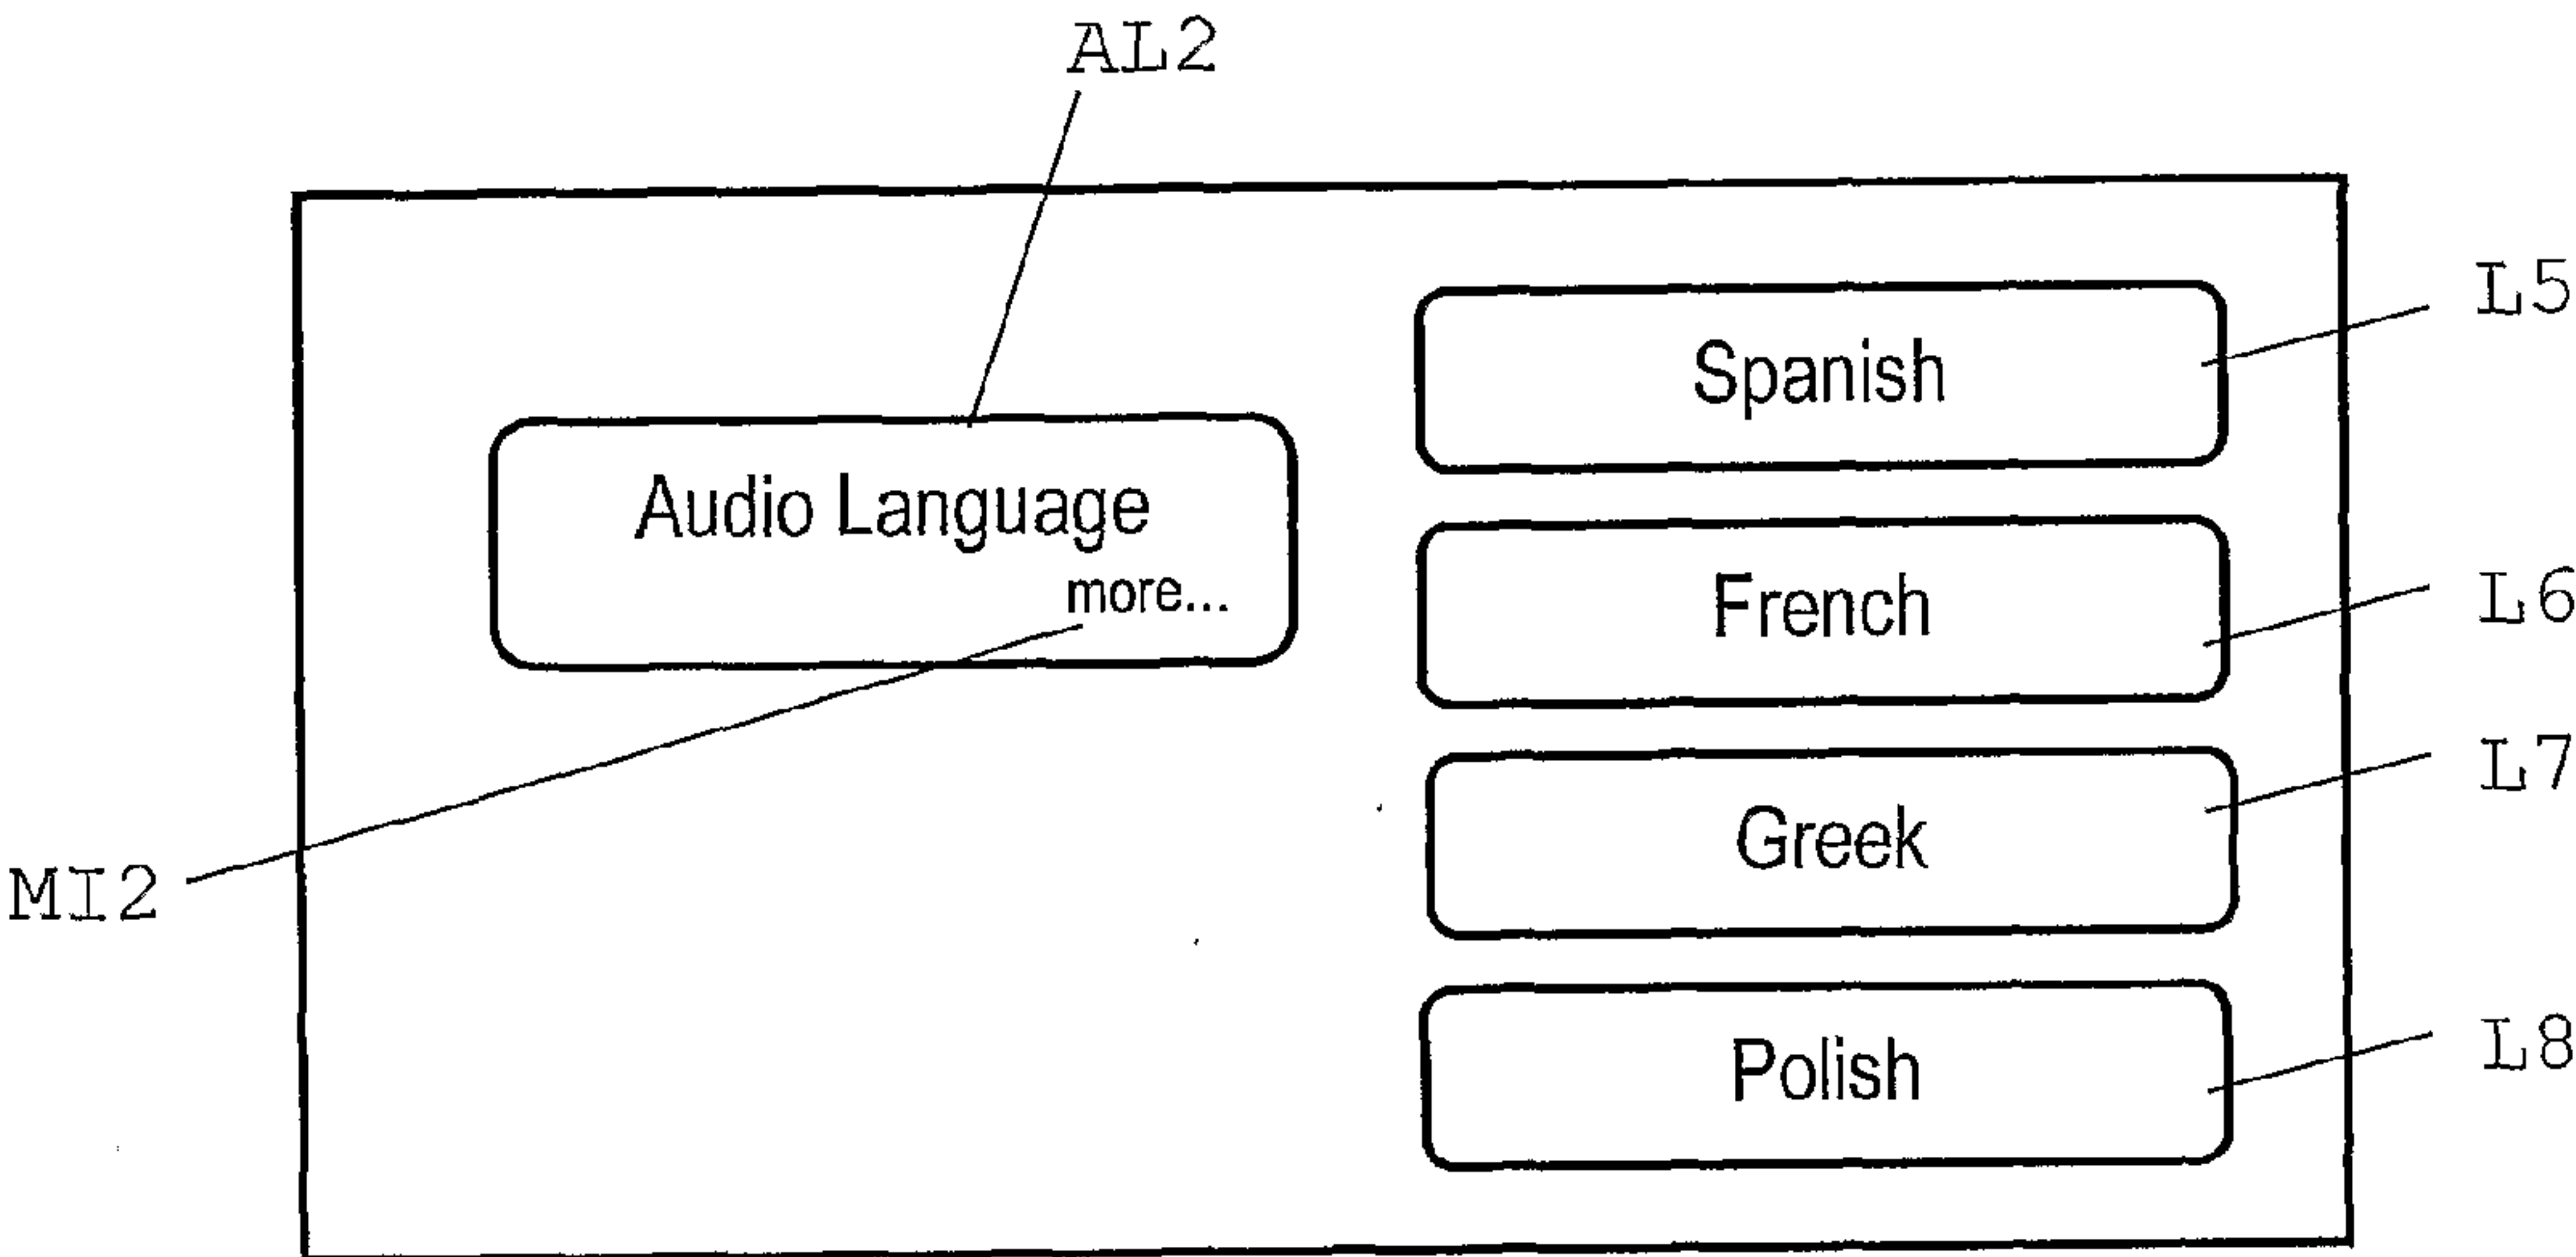 AL2
L5
Spanish
Audio Language
more...
L6
French
L7
Greek
MI2
L8
Polish